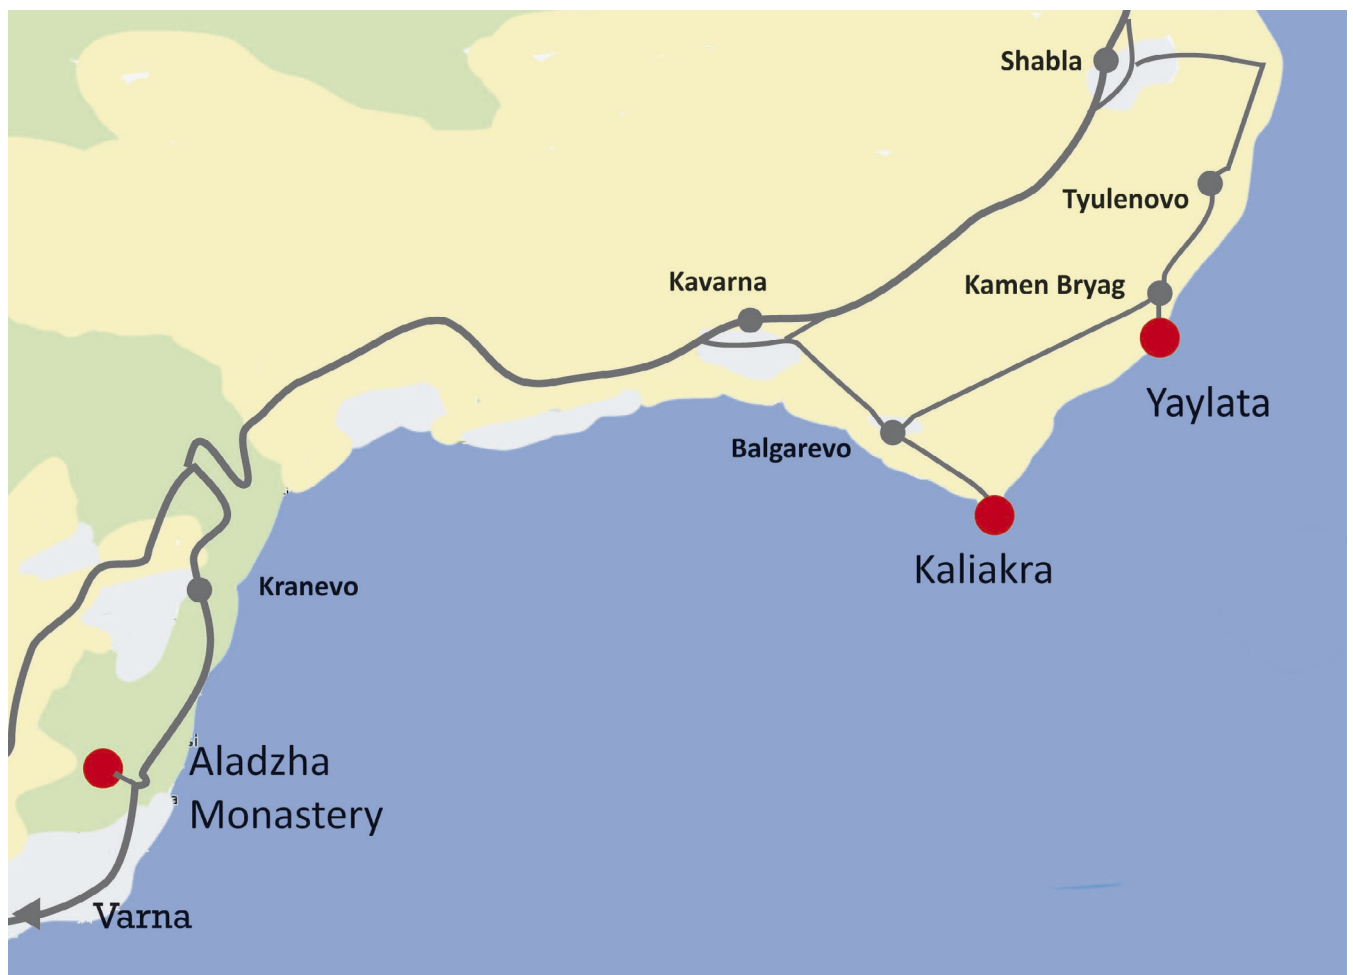 Shabla
Tyulenovo
Kavarna
Kamen Bryag
Yaylata
Balgarevo
Kaliakra
Kranevo
Aladzha
Monastery
Varna